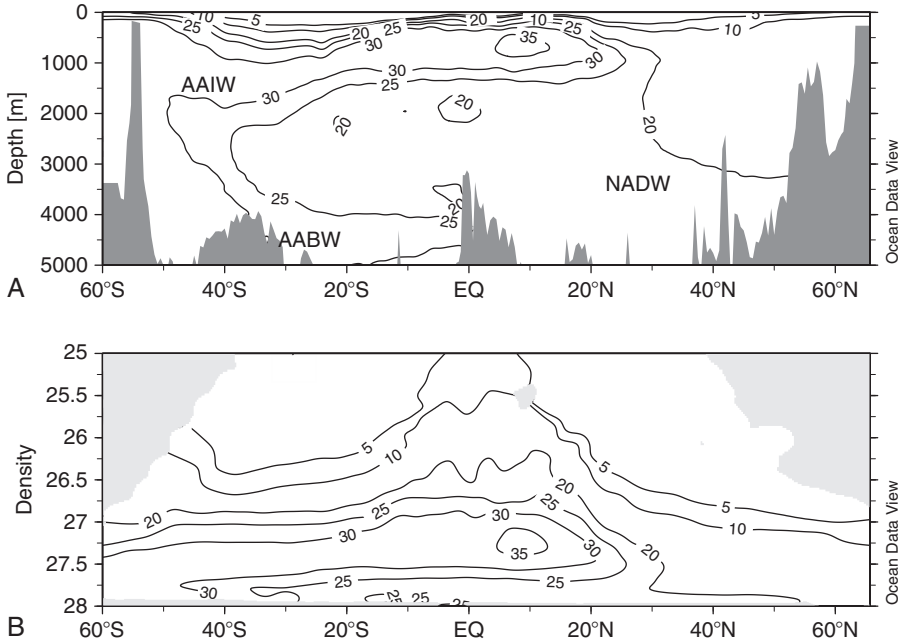 0
1000
2000
3000
4000
5000
Depth [m]
10 5 20 10 5
25 20 25 25 10
30 35 30
AAIW 30 30 25
20 20 20
NADW
25 20 25
AABW
Ocean Data View
A
60°S 40°S 20°S EQ 20°N 40°N 60°N
25
25.5
26
26.5
27
27.5
28
Density
5 10 5
20 25 30 20 25 5 10
30 35 30 20
30 25 25
25 25 25
Ocean Data View
B
60°S 40°S 20°S EQ 20°N 40°N 60°N